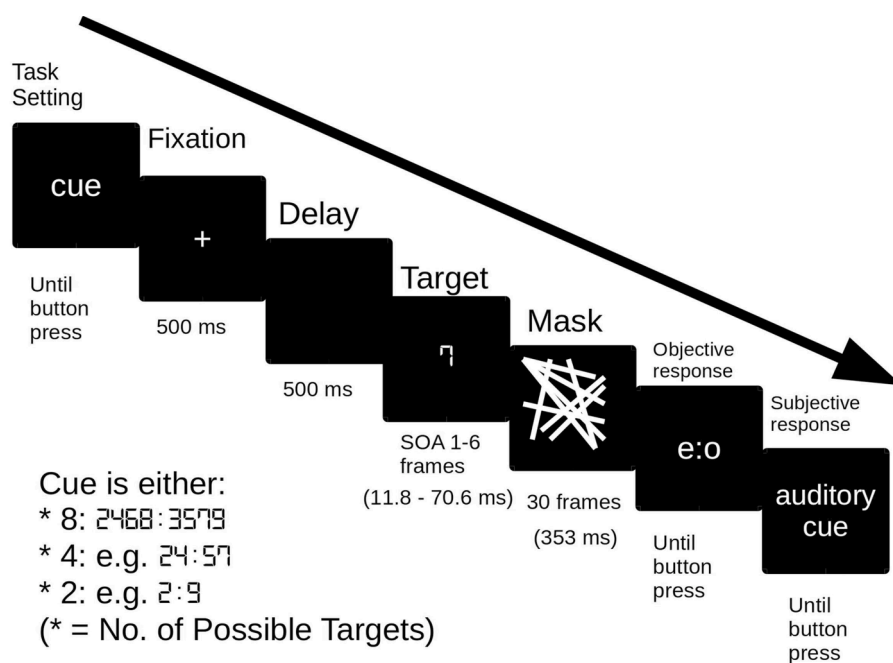 Task
Setting
cue
Until
button
press
Fixation
+
500 ms
Delay
500 ms
Target
7
SOA 1-6
frames
(11.8 - 70.6 ms)
Mask
30 frames
(353 ms)
Objective
response
e:o
Until
button
press
Subjective
response
auditory
cue
Until
button
press
Cue is either:
* 8: 2468:3579
* 4: e.g. 24:57
* 2: e.g. 2:9
(* = No. of Possible Targets)